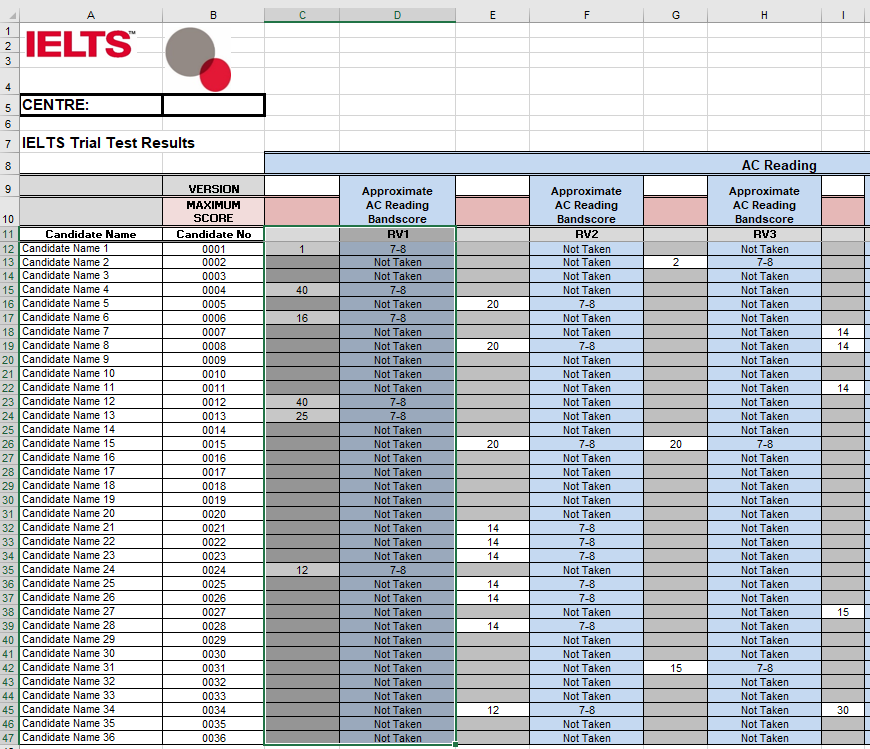 A B C D E F G H I
1
IELTS™
2
3
4
5 CENTRE:
6
7 IELTS Trial Test Results
8 AC Reading
9 VERSION Approximate Approximate Approximate
AC Reading AC Reading AC Reading
10 MAXIMUM SCORE Bandscore Bandscore Bandscore
11 Candidate Name Candidate No RV1 RV2 RV3
12 Candidate Name 1 0001 1 7-8 Not Taken Not Taken
13 Candidate Name 2 0002 Not Taken Not Taken 2 7-8
14 Candidate Name 3 0003 Not Taken Not Taken Not Taken
15 Candidate Name 4 0004 40 7-8 Not Taken Not Taken
16 Candidate Name 5 0005 Not Taken 20 7-8 Not Taken
17 Candidate Name 6 0006 16 7-8 Not Taken Not Taken
18 Candidate Name 7 0007 Not Taken Not Taken Not Taken 14
19 Candidate Name 8 0008 Not Taken 20 7-8 Not Taken 14
20 Candidate Name 9 0009 Not Taken Not Taken Not Taken
21 Candidate Name 10 0010 Not Taken Not Taken Not Taken
22 Candidate Name 11 0011 Not Taken Not Taken Not Taken 14
23 Candidate Name 12 0012 40 7-8 Not Taken Not Taken
24 Candidate Name 13 0013 25 7-8 Not Taken Not Taken
25 Candidate Name 14 0014 Not Taken Not Taken Not Taken
26 Candidate Name 15 0015 Not Taken 20 7-8 20 7-8
27 Candidate Name 16 0016 Not Taken Not Taken Not Taken
28 Candidate Name 17 0017 Not Taken Not Taken Not Taken
29 Candidate Name 18 0018 Not Taken Not Taken Not Taken
30 Candidate Name 19 0019 Not Taken Not Taken Not Taken
31 Candidate Name 20 0020 Not Taken Not Taken Not Taken
32 Candidate Name 21 0021 Not Taken 14 7-8 Not Taken
33 Candidate Name 22 0022 Not Taken 14 7-8 Not Taken
34 Candidate Name 23 0023 Not Taken 14 7-8 Not Taken
35 Candidate Name 24 0024 12 7-8 Not Taken Not Taken
36 Candidate Name 25 0025 Not Taken 14 7-8 Not Taken
37 Candidate Name 26 0026 Not Taken 14 7-8 Not Taken
38 Candidate Name 27 0027 Not Taken Not Taken Not Taken 15
39 Candidate Name 28 0028 Not Taken 14 7-8 Not Taken
40 Candidate Name 29 0029 Not Taken Not Taken Not Taken
41 Candidate Name 30 0030 Not Taken Not Taken Not Taken
42 Candidate Name 31 0031 Not Taken Not Taken 15 7-8
43 Candidate Name 32 0032 Not Taken Not Taken Not Taken
44 Candidate Name 33 0033 Not Taken Not Taken Not Taken
45 Candidate Name 34 0034 Not Taken 12 7-8 Not Taken 30
46 Candidate Name 35 0035 Not Taken Not Taken Not Taken
47 Candidate Name 36 0036 Not Taken Not Taken Not Taken